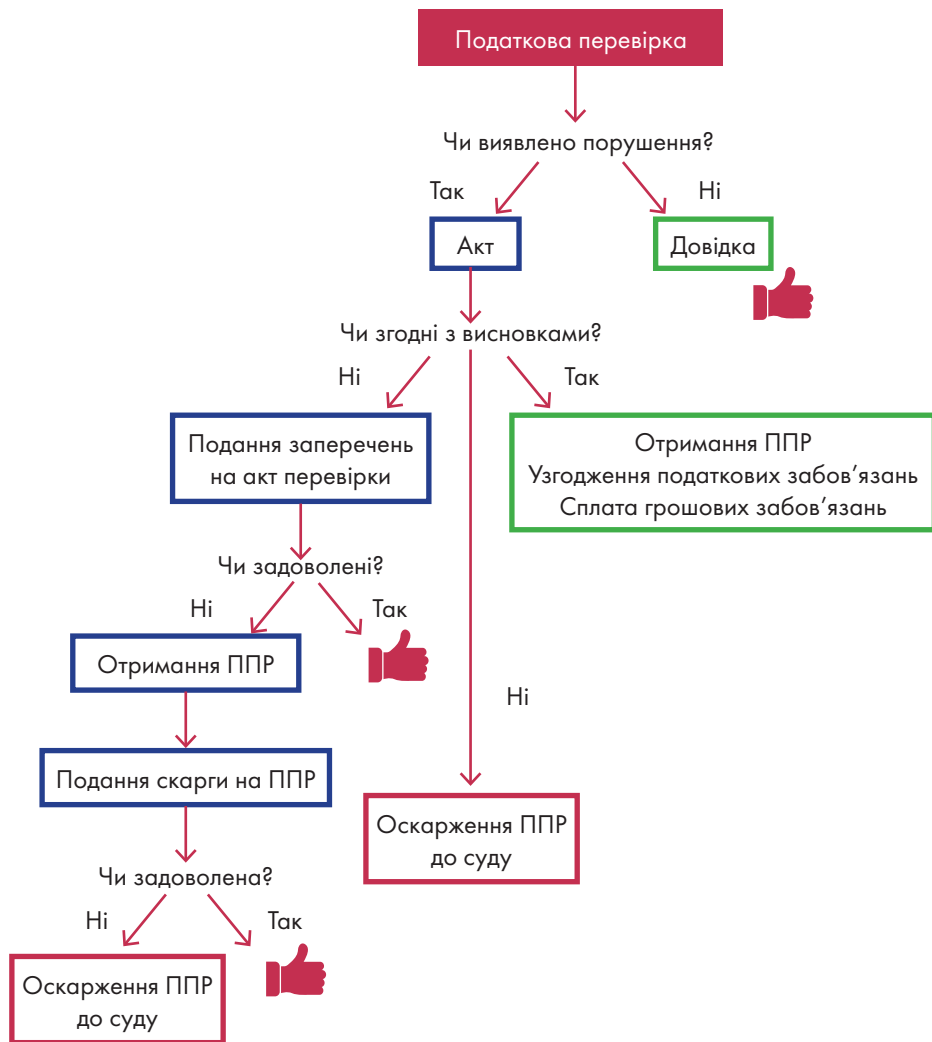 Податкова перевірка
Чи виявлено порушення?
Так
Ні
Акт
Довідка
Чи згодні з висновками?
Ні
Так
Подання заперечень
на акт перевірки
Отримання ППР
Узгодження податкових забов’язань
Сплата грошових забов’язань
Чи задоволені?
Ні
Так
Отримання ППР
Ні
Подання скарги на ППР
Оскарження ППР
до суду
Чи задоволена?
Ні
Так
Оскарження ППР
до суду